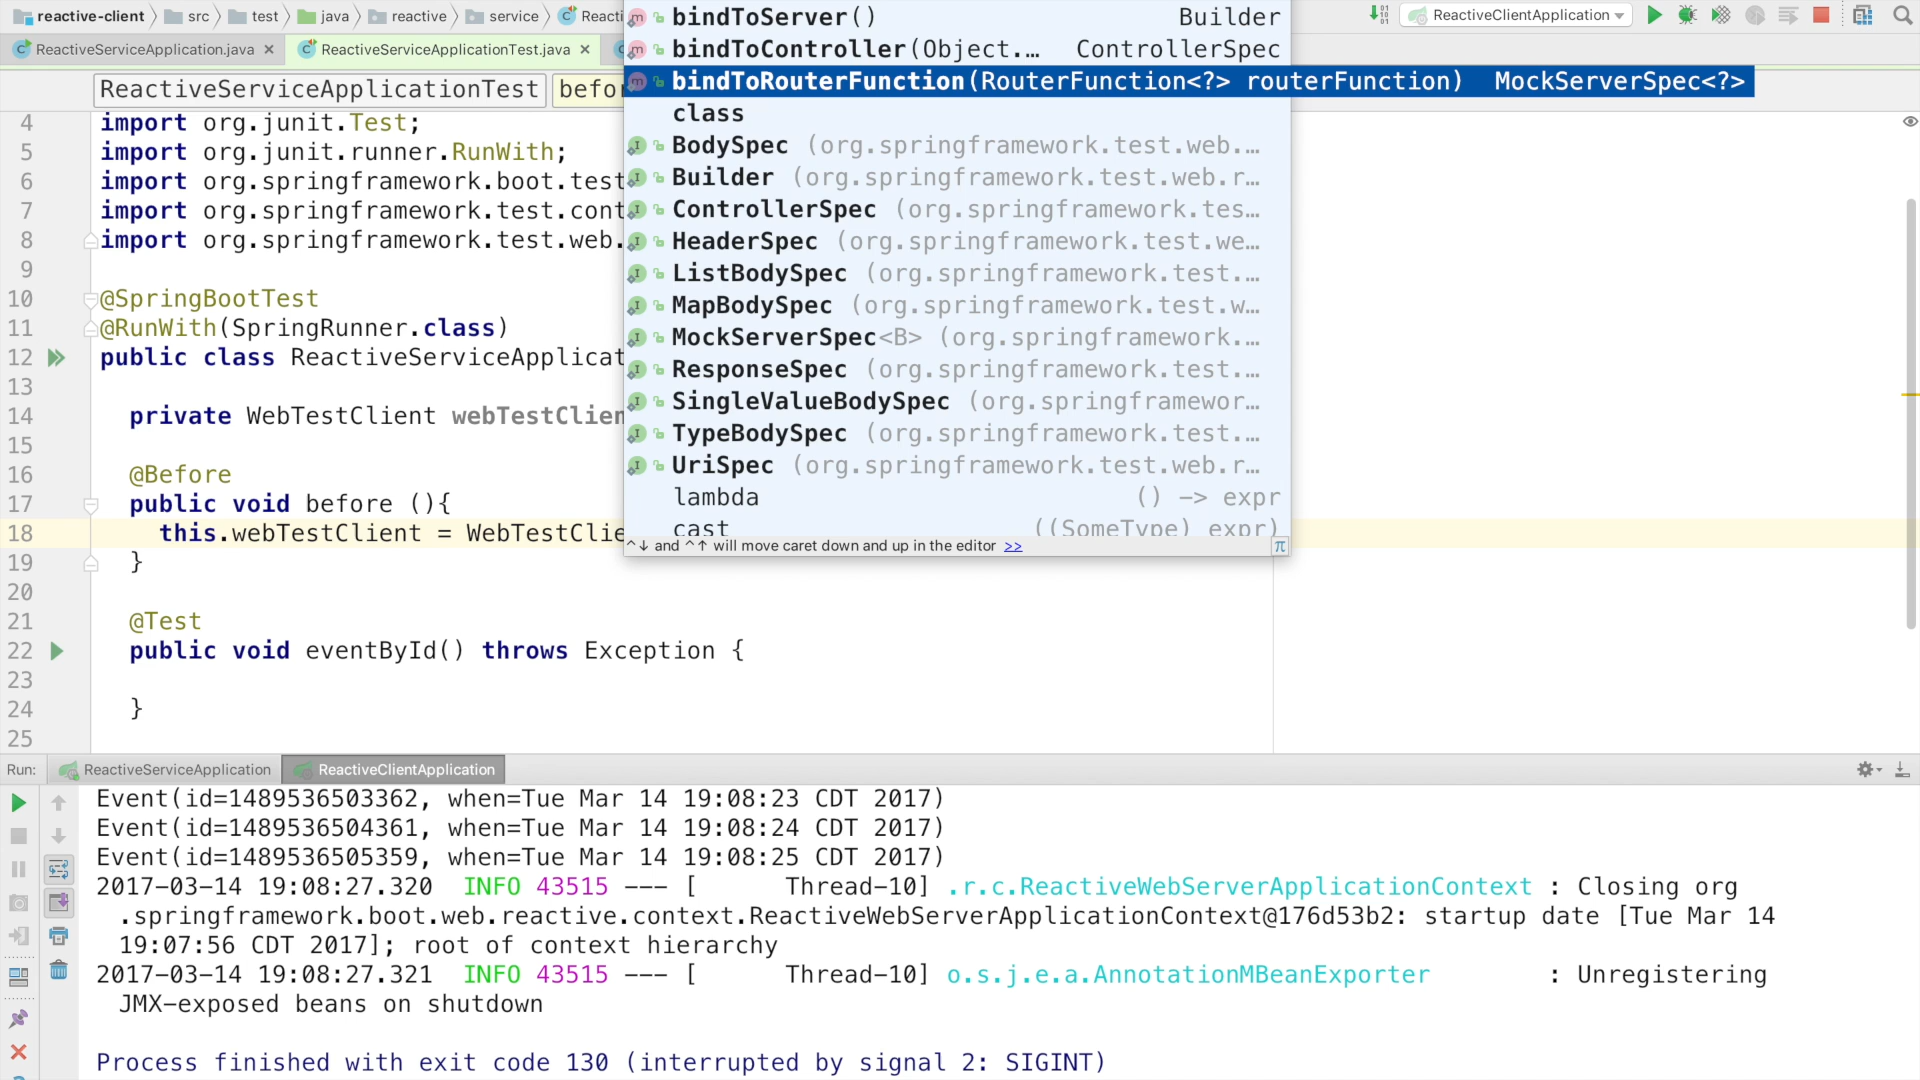 reactive-client src test java reactive service Reacti
ReactiveClientApplication
ReactiveServiceApplication.java ReactiveServiceApplicationTest.java
ReactiveServiceApplicationTest befo
bindToServer() Builder
bindToController(Object.… ControllerSpec
bindToRouterFunction(RouterFunction<?> routerFunction) MockServerSpec<?>
class
BodySpec (org.springframework.test.web.…
Builder (org.springframework.test.web.r…
ControllerSpec (org.springframework.tes…
HeaderSpec (org.springframework.test.we…
ListBodySpec (org.springframework.test.…
MapBodySpec (org.springframework.test.w…
MockServerSpec<B> (org.springframework.…
ResponseSpec (org.springframework.test.…
SingleValueBodySpec (org.springframewor…
TypeBodySpec (org.springframework.test.…
UriSpec (org.springframework.test.web.r…
lambda () -> expr
cast ((SomeType) expr)
^↓ and ^↑ will move caret down and up in the editor >> π
4 import org.junit.Test;
5 import org.junit.runner.RunWith;
6 import org.springframework.boot.test
7 import org.springframework.test.cont
8 import org.springframework.test.web.
9
10 @SpringBootTest
11 @RunWith(SpringRunner.class)
12 public class ReactiveServiceApplicat
13
14 private WebTestClient webTestClien
15
16 @Before
17 public void before (){
18 this.webTestClient = WebTestClie
19 }
20
21 @Test
22 public void eventById() throws Exception {
23
24 }
25
Run: ReactiveServiceApplication ReactiveClientApplication
Event(id=1489536503362, when=Tue Mar 14 19:08:23 CDT 2017)
Event(id=1489536504361, when=Tue Mar 14 19:08:24 CDT 2017)
Event(id=1489536505359, when=Tue Mar 14 19:08:25 CDT 2017)
2017-03-14 19:08:27.320 INFO 43515 --- [ Thread-10] .r.c.ReactiveWebServerApplicationContext : Closing org
.springframework.boot.web.reactive.context.ReactiveWebServerApplicationContext@176d53b2: startup date [Tue Mar 14
19:07:56 CDT 2017]; root of context hierarchy
2017-03-14 19:08:27.321 INFO 43515 --- [ Thread-10] o.s.j.e.a.AnnotationMBeanExporter : Unregistering
JMX-exposed beans on shutdown
Process finished with exit code 130 (interrupted by signal 2: SIGINT)